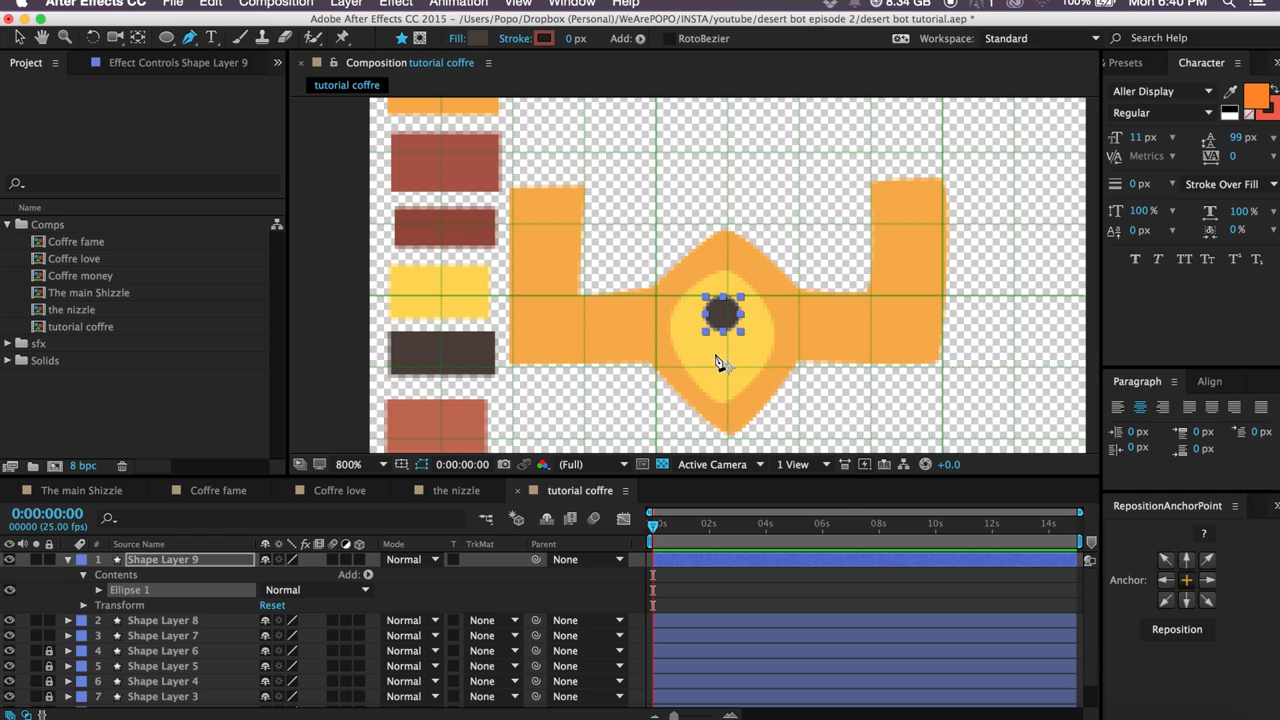 After Effects CC File Edit Composition Layer Effect Animation View Window Help 8.34 GB 1 100% Mon 6:40 PM
Adobe After Effects CC 2015 - /Users/Popo/Dropbox (Personal)/WeArePOPO/INSTA/youtube/desert bot episode 2/desert bot tutorial.aep *
T Fill: Stroke: 0 px Add: RotoBezier Workspace: Standard Search Help
Project Effect Controls Shape Layer 9 » Composition tutorial coffre Presets Character
tutorial coffre
Aller Display
Regular
11 px 99 px
Metrics 0
0 px Stroke Over Fill
100 % 100 %
0 px 0 %
T T TT Tт T¹ T₁
Name
Comps
Coffre fame
Coffre love
Coffre money
The main Shizzle
the nizzle
tutorial coffre
sfx
Solids
Paragraph Align
0 px 0 px 0 px
0 px 0 px
8 bpc 800% 0:00:00:00 (Full) Active Camera 1 View +0.0
The main Shizzle Coffre fame Coffre love the nizzle × tutorial coffre
RepositionAnchorPoint
?
Anchor:
Reposition
0:00:00:00
00000 (25.00 fps)
0s 02s 04s 06s 08s 10s 12s 14s
# Source Name fx Mode T TrkMat Parent
1 Shape Layer 9 Normal None
Contents Add:
Ellipse 1 Normal
Transform Reset
2 Shape Layer 8 Normal None None
3 Shape Layer 7 Normal None None
4 Shape Layer 6 Normal None None
5 Shape Layer 5 Normal None None
6 Shape Layer 4 Normal None None
7 Shape Layer 3 Normal None None